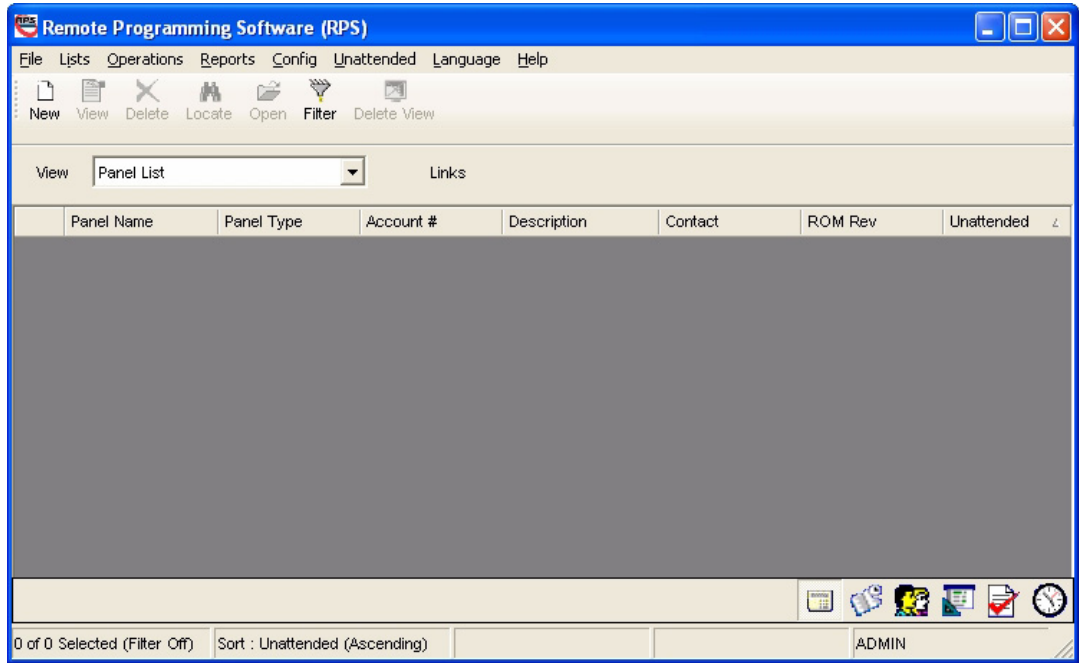 RPS Remote Programming Software (RPS)
File Lists Operations Reports Config Unattended Language Help
New View Delete Locate Open Filter Delete View
View Panel List Links
Panel Name Panel Type Account # Description Contact ROM Rev Unattended
0 of 0 Selected (Filter Off) Sort : Unattended (Ascending) ADMIN